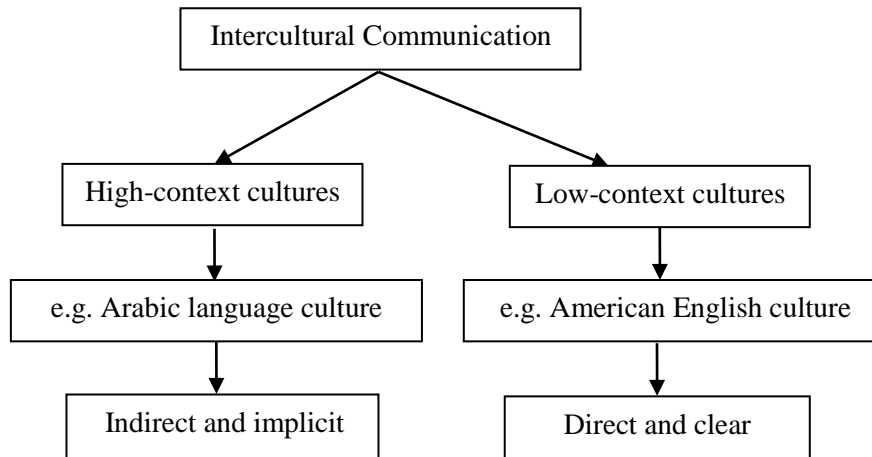 Intercultural Communication
High-context cultures
Low-context cultures
e.g. Arabic language culture
e.g. American English culture
Indirect and implicit
Direct and clear